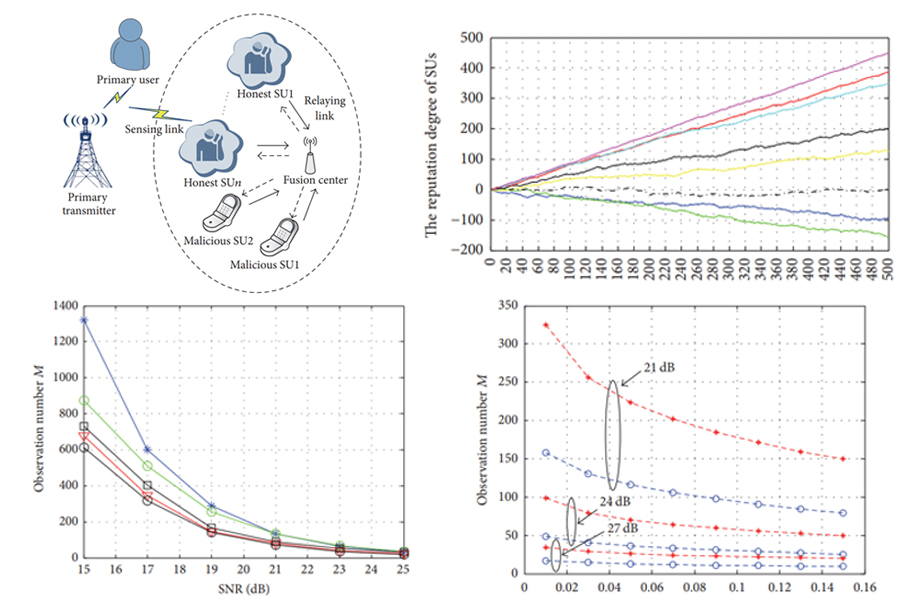 Primary user
Honest SU1
Relaying
link
Sensing link
Honest SUn
Fusion center
Primary
transmitter
Malicious SU2
Malicious SU1
The reputation degree of SUs
500
400
300
200
100
0
−100
−200
0 20 40 60 80 100 120 140 160 180 200 220 240 260 280 300 320 340 360 380 400 420 440 460 480 500
Observation number M
1400
1200
1000
800
600
400
200
0
15 16 17 18 19 20 21 22 23 24 25
SNR (dB)
Observation number M
350
300
250
200
150
100
50
0
21 dB
24 dB
27 dB
0 0.02 0.04 0.06 0.08 0.1 0.12 0.14 0.16